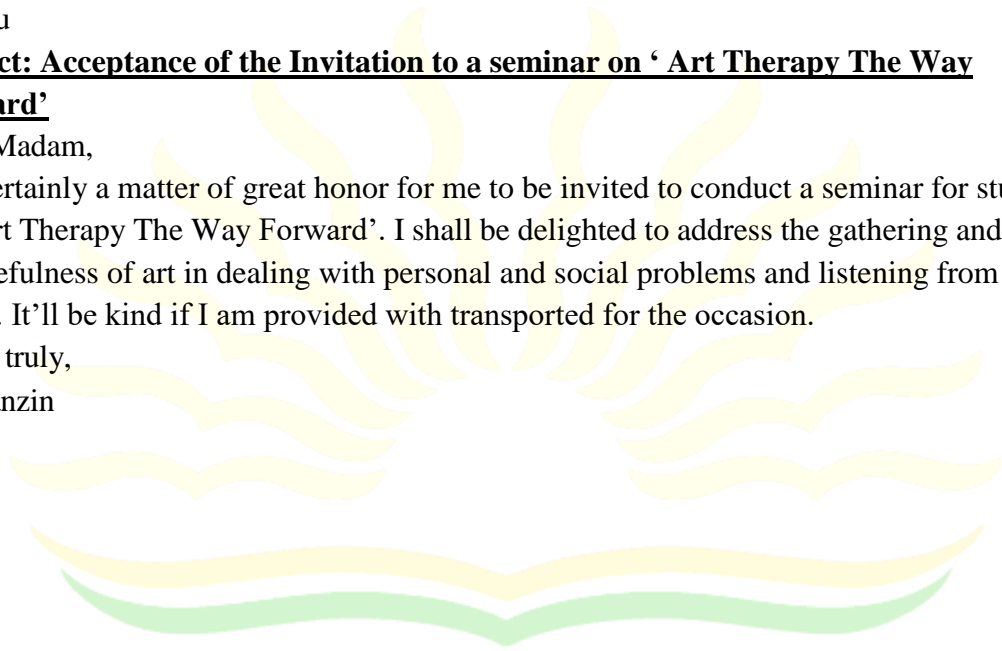 u
ct: Acceptance of the Invitation to a seminar on ‘ Art Therapy The Way
ard’
Madam,
ertainly a matter of great honor for me to be invited to conduct a seminar for stu
rt Therapy The Way Forward’. I shall be delighted to address the gathering and
efulness of art in dealing with personal and social problems and listening from
. It’ll be kind if I am provided with transported for the occasion.
truly,
nzin